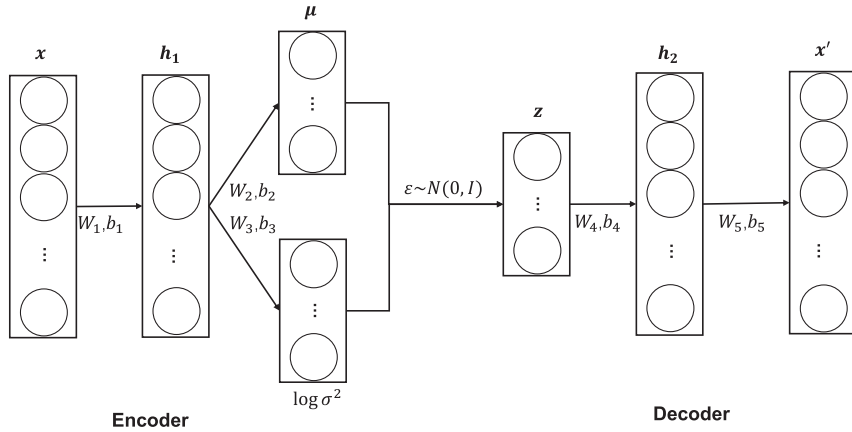 μ
x
h₁
h₂
x′
z
W₂,b₂
ε~N(0, I)
W₁,b₁
W₃,b₃
W₄,b₄
W₅,b₅
log σ²
Encoder
Decoder